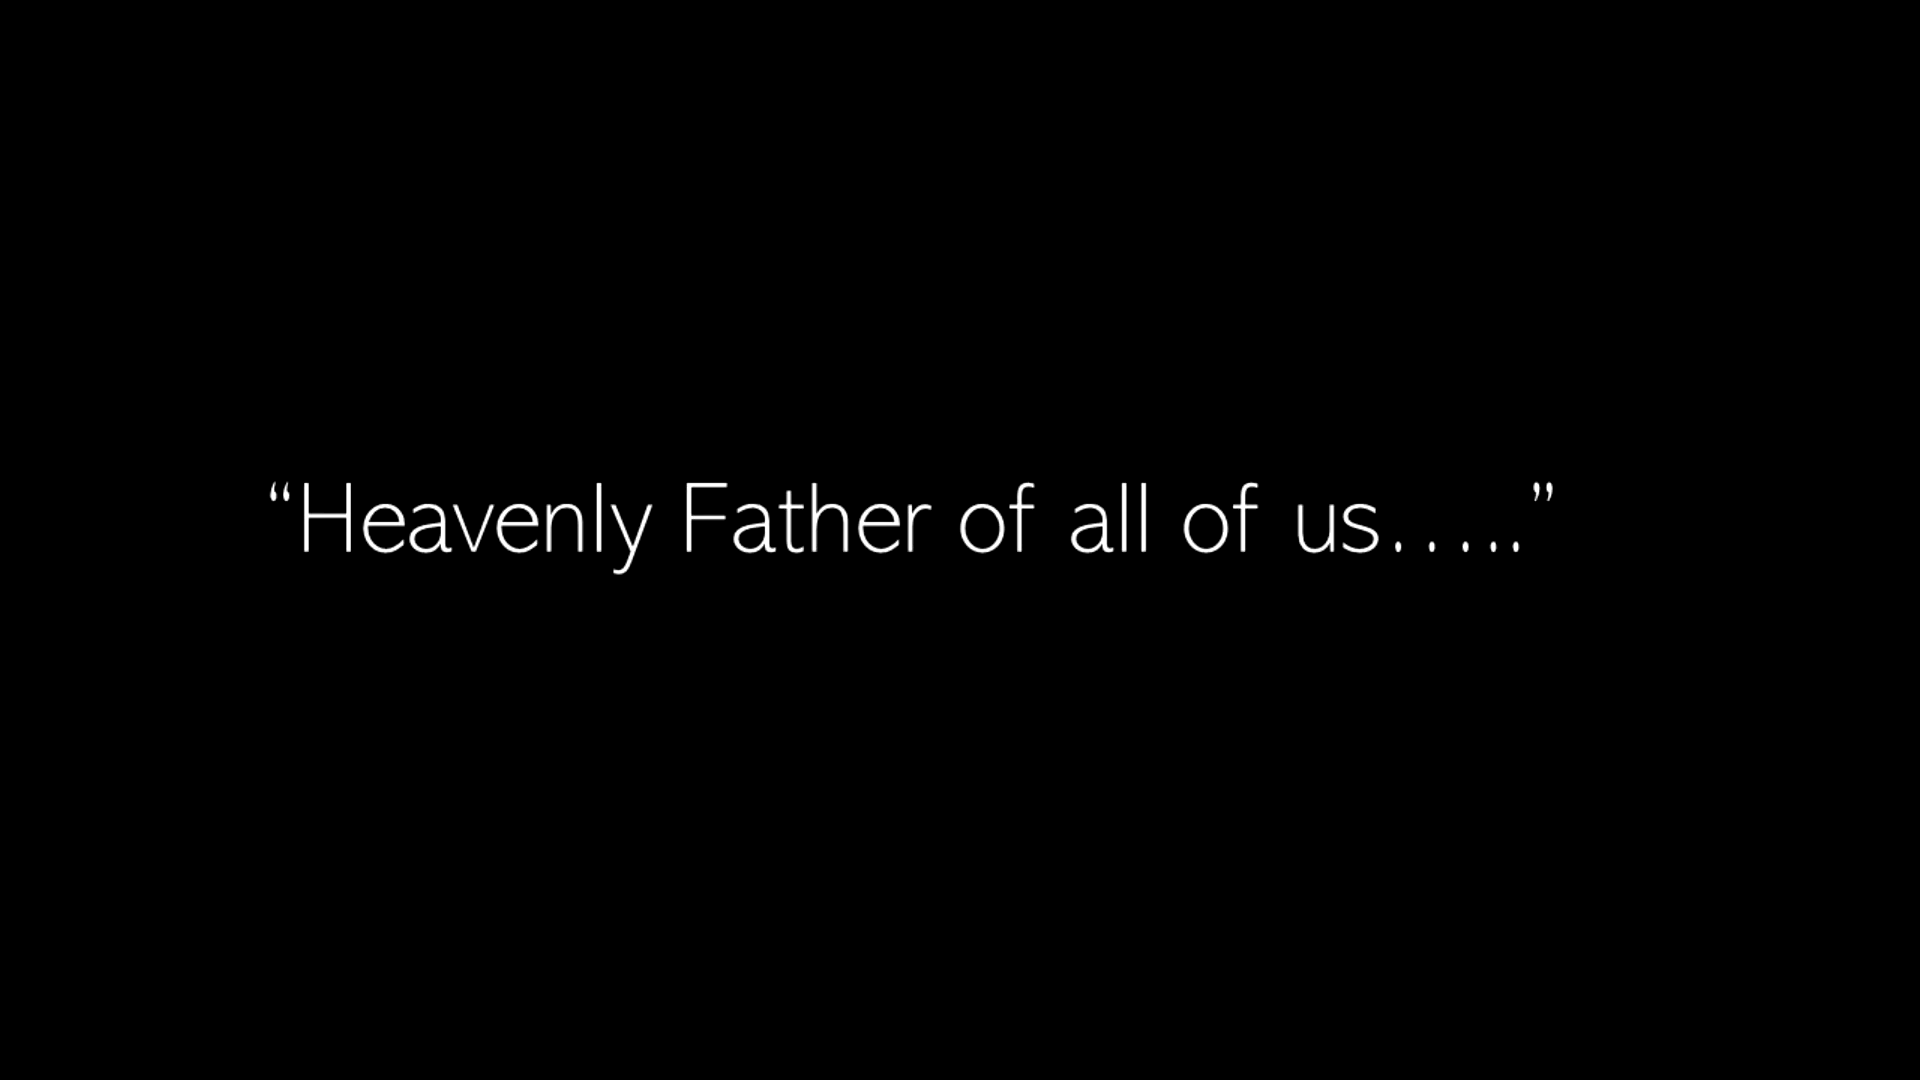 “Heavenly Father of all of us…..”